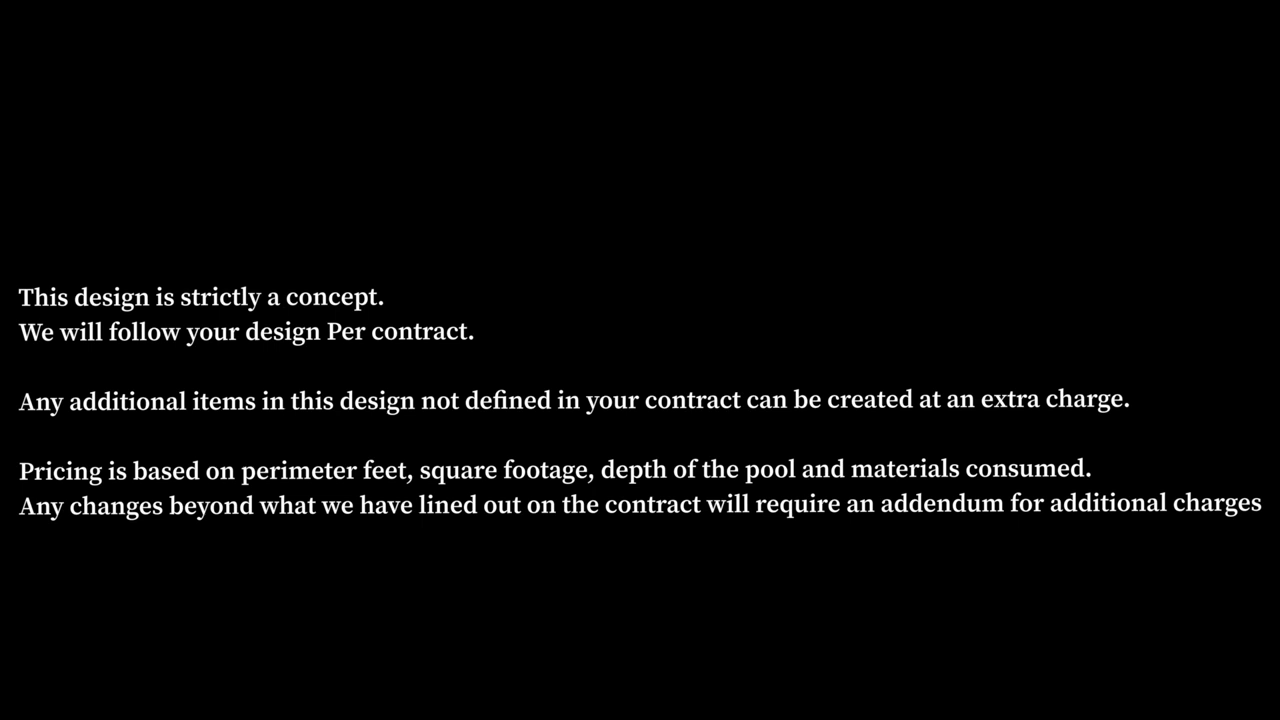 This design is strictly a concept.
We will follow your design Per contract.
Any additional items in this design not defined in your contract can be created at an extra charge.
Pricing is based on perimeter feet, square footage, depth of the pool and materials consumed.
Any changes beyond what we have lined out on the contract will require an addendum for additional charges